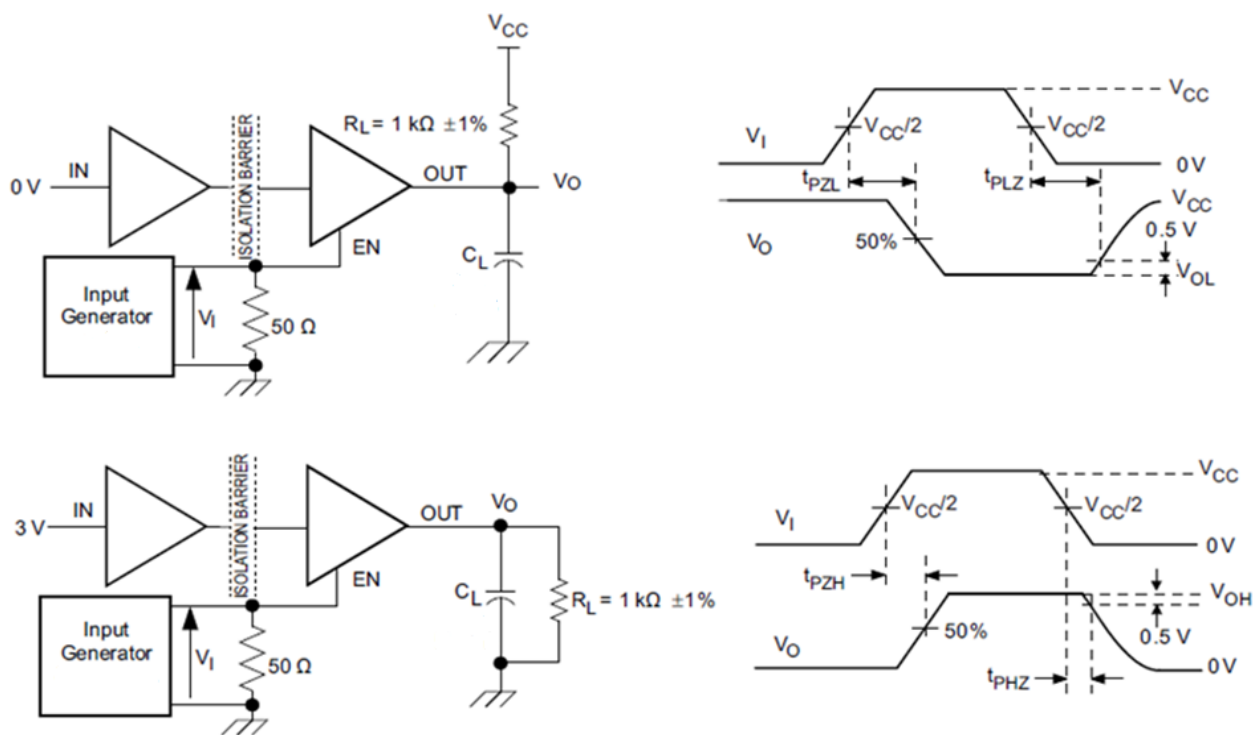 VCC
RL = 1 kΩ ±1%
ISOLATION BARRIER
IN
0 V
OUT
VO
EN
CL
Input
Generator
VI
50 Ω
VCC
VI
VCC/2
VCC/2
0 V
tPZL
tPLZ
VCC
0.5 V
VO
50%
VOL
ISOLATION BARRIER
IN
3 V
OUT
VO
EN
CL
RL = 1 kΩ ±1%
Input
Generator
VI
50 Ω
VCC
VI
VCC/2
VCC/2
0 V
tPZH
VOH
50%
0.5 V
VO
tPHZ
0 V